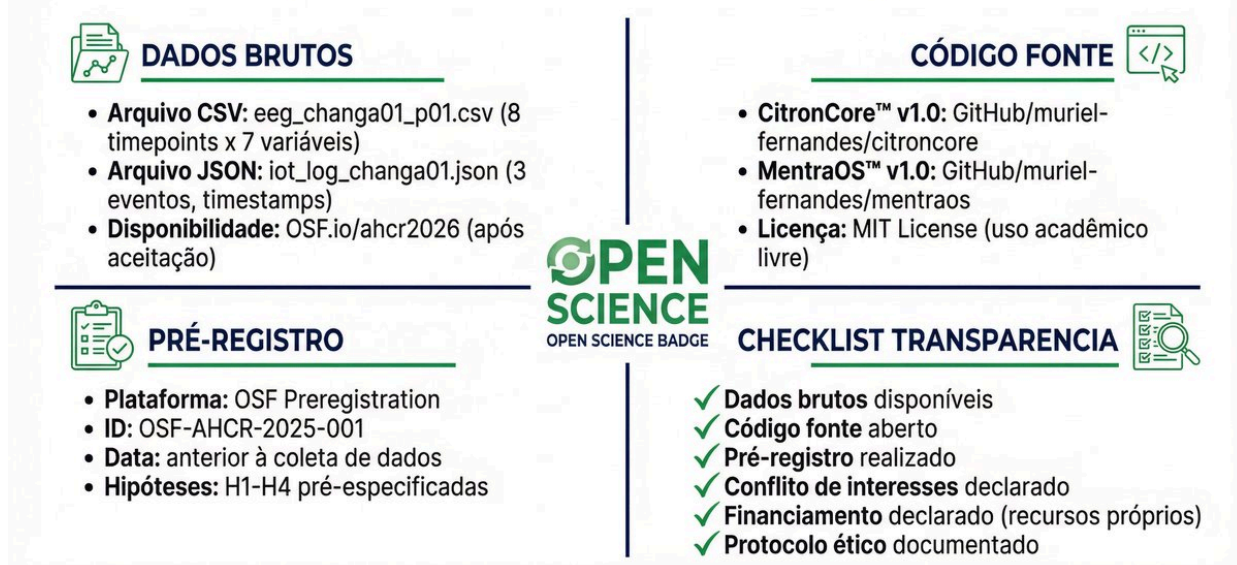 DADOS BRUTOS
• Arquivo CSV: eeg_changa01_p01.csv (8
timepoints x 7 variáveis)
• Arquivo JSON: iot_log_changa01.json (3
eventos, timestamps)
• Disponibilidade: OSF.io/ahcr2026 (após
aceitação)
CÓDIGO FONTE
</>
• CitronCore™ v1.0: GitHub/muriel-
fernandes/citroncore
• MentraOS™ v1.0: GitHub/muriel-
fernandes/mentraos
• Licença: MIT License (uso acadêmico
livre)
OPEN
SCIENCE
OPEN SCIENCE BADGE
PRÉ-REGISTRO
• Plataforma: OSF Preregistration
• ID: OSF-AHCR-2025-001
• Data: anterior à coleta de dados
• Hipóteses: H1-H4 pré-especificadas
CHECKLIST TRANSPARENCIA
✓ Dados brutos disponíveis
✓ Código fonte aberto
✓ Pré-registro realizado
✓ Conflito de interesses declarado
✓ Financiamento declarado (recursos próprios)
✓ Protocolo ético documentado